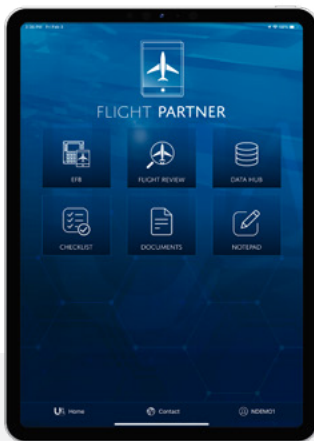 FLIGHT PARTNER
EFB
FLIGHT REVIEW
DATA HUB
CHECKLIST
DOCUMENTS
NOTEPAD
Home
Contact
NDEMO1